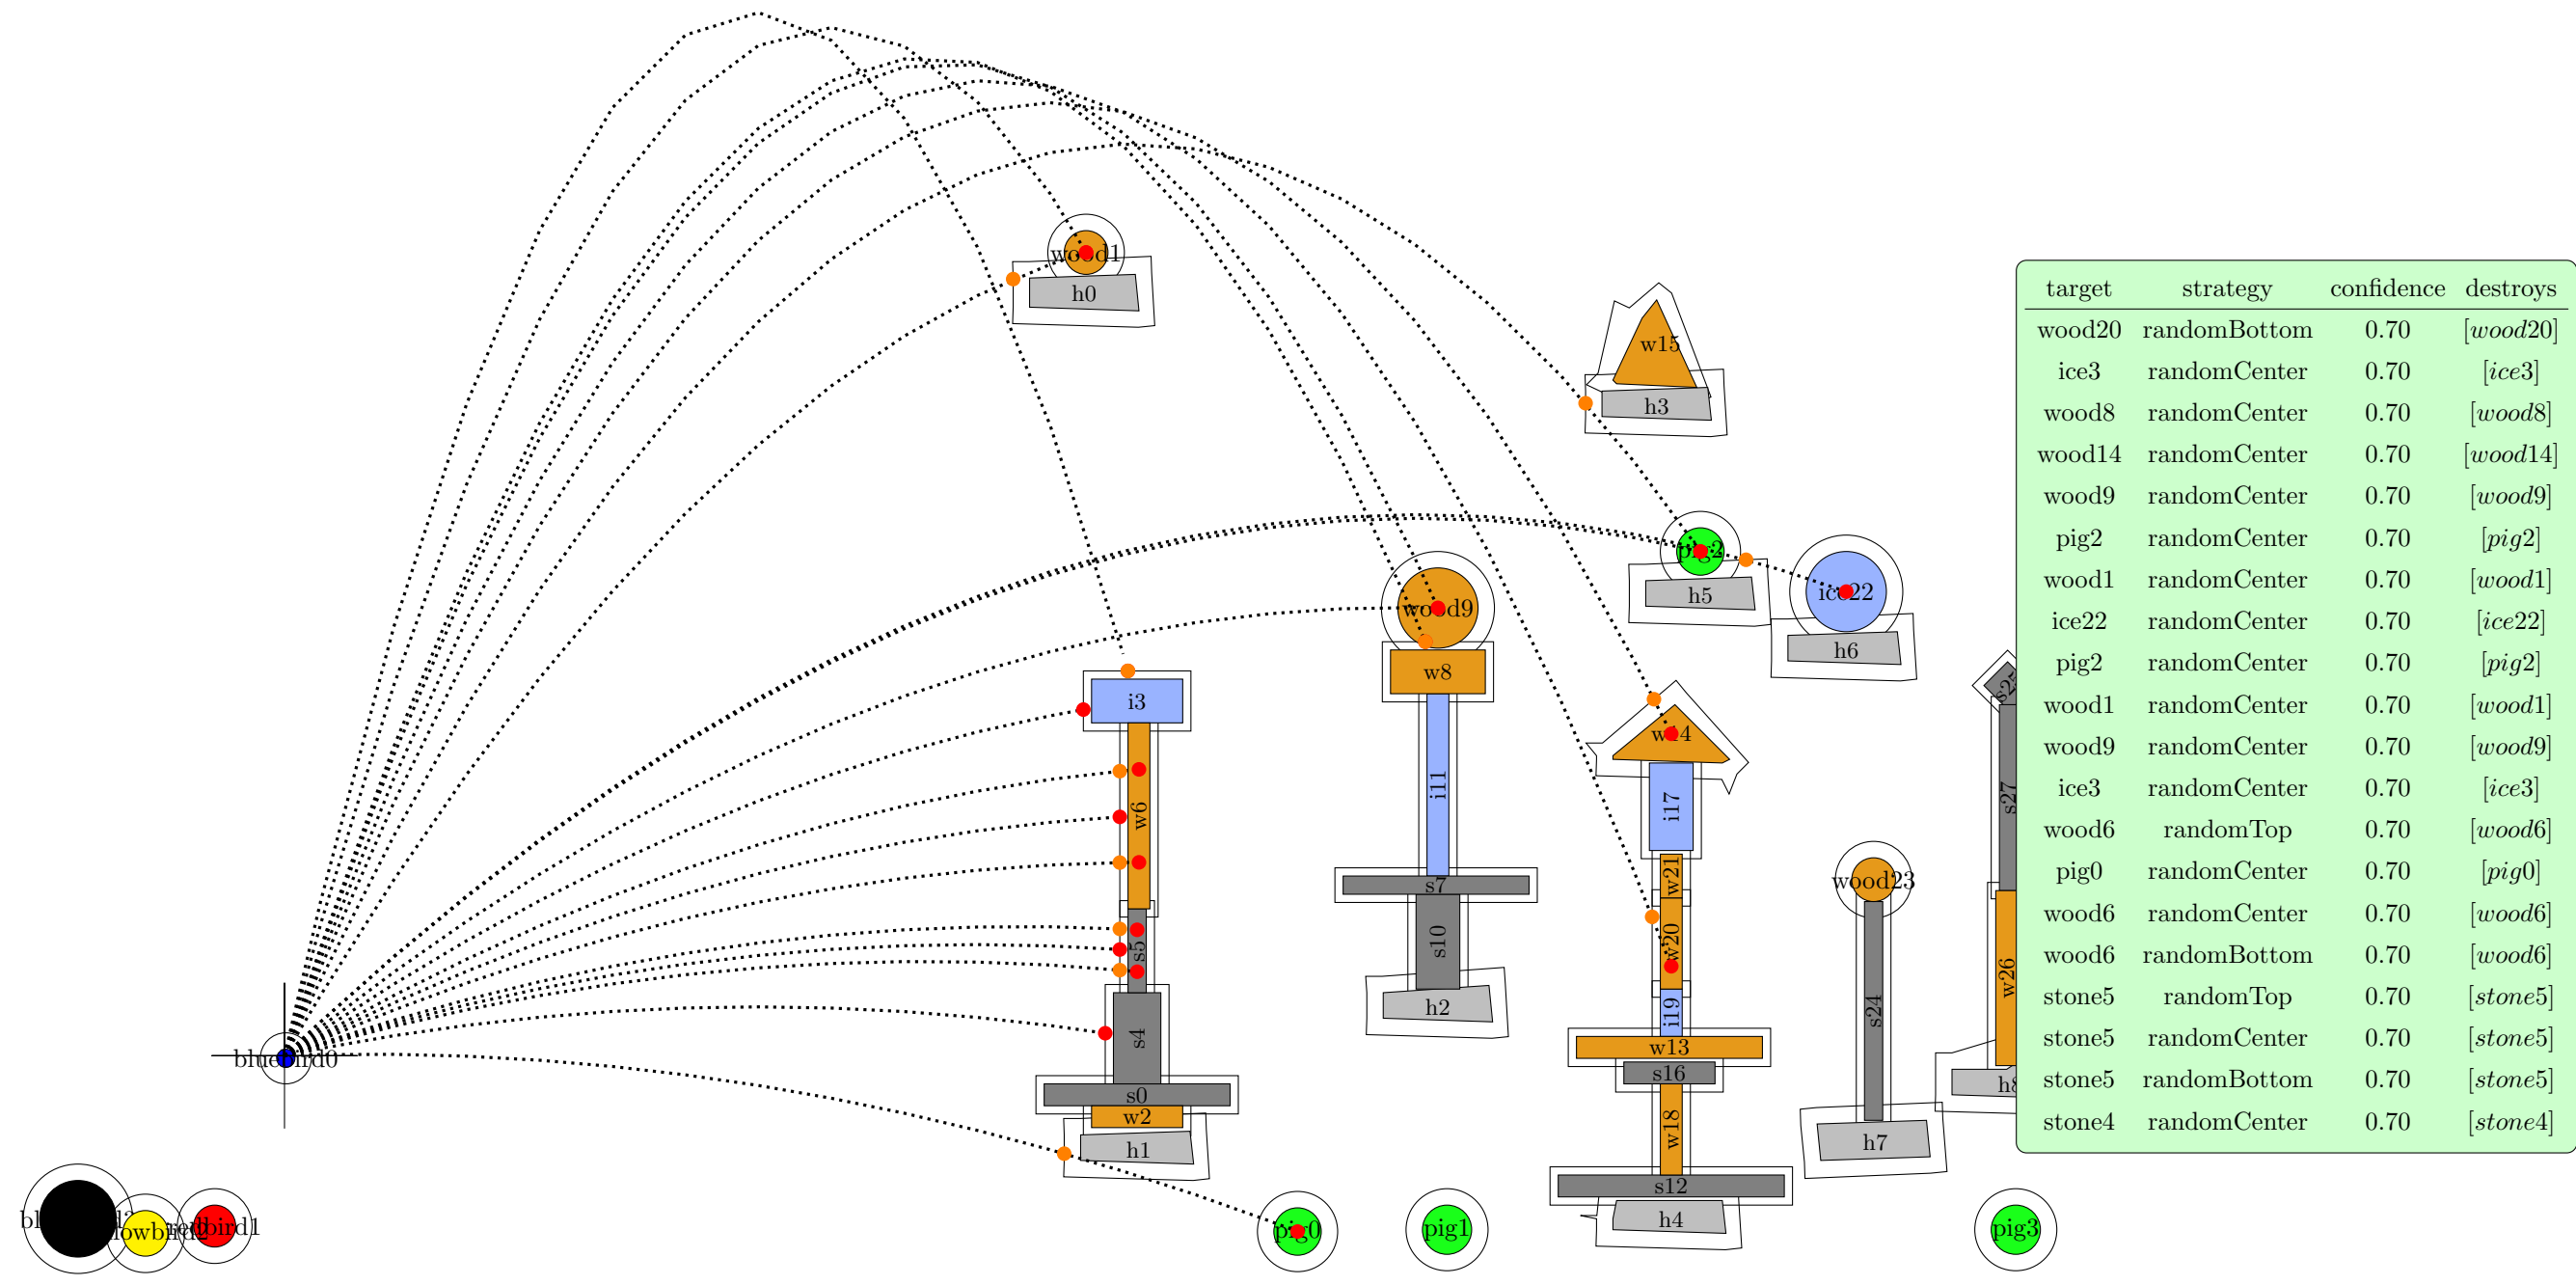 wood1
h0
w15
h3
target strategy confidence destroys
wood20 randomBottom 0.70 [wood20]
ice3 randomCenter 0.70 [ice3]
wood8 randomCenter 0.70 [wood8]
wood14 randomCenter 0.70 [wood14]
wood9 randomCenter 0.70 [wood9]
pig2 randomCenter 0.70 [pig2]
wood1 randomCenter 0.70 [wood1]
ice22 randomCenter 0.70 [ice22]
pig2 randomCenter 0.70 [pig2]
wood1 randomCenter 0.70 [wood1]
wood9 randomCenter 0.70 [wood9]
ice3 randomCenter 0.70 [ice3]
wood6 randomTop 0.70 [wood6]
pig0 randomCenter 0.70 [pig0]
wood6 randomCenter 0.70 [wood6]
wood6 randomBottom 0.70 [wood6]
stone5 randomTop 0.70 [stone5]
stone5 randomCenter 0.70 [stone5]
stone5 randomBottom 0.70 [stone5]
stone4 randomCenter 0.70 [stone4]
pig2
h5
ice22
h6
wood9
w8
i3
w14
s25
i11
i17
s27
w6
w21
wood23
s7
s5
s10
w20
w26
h2
i19
s24
s4
w13
s16
bluebird0
s0
w2
h1
w18
h7
h8
s12
h4
pig0
pig1
pig3